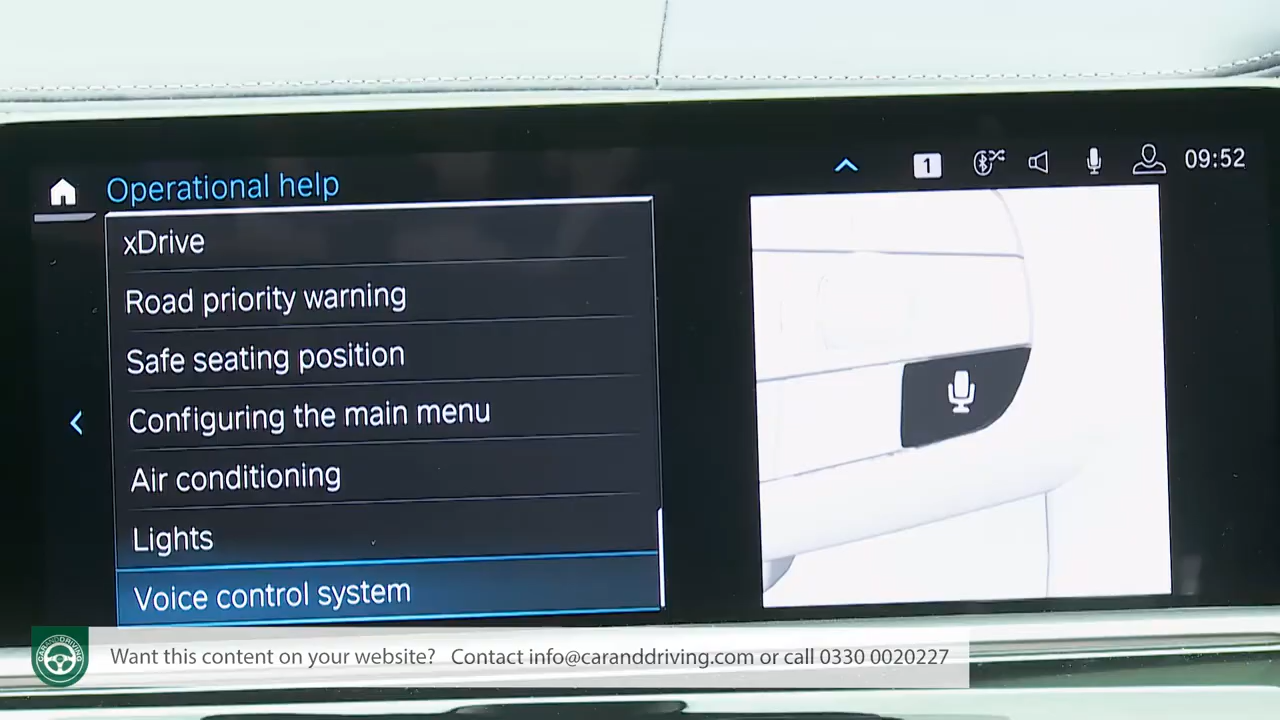 Operational help
1
09:52
xDrive
Road priority warning
Safe seating position
Configuring the main menu
Air conditioning
Lights
Voice control system
CARANDDRIVING
Want this content on your website? Contact info@caranddriving.com or call 0330 0020227